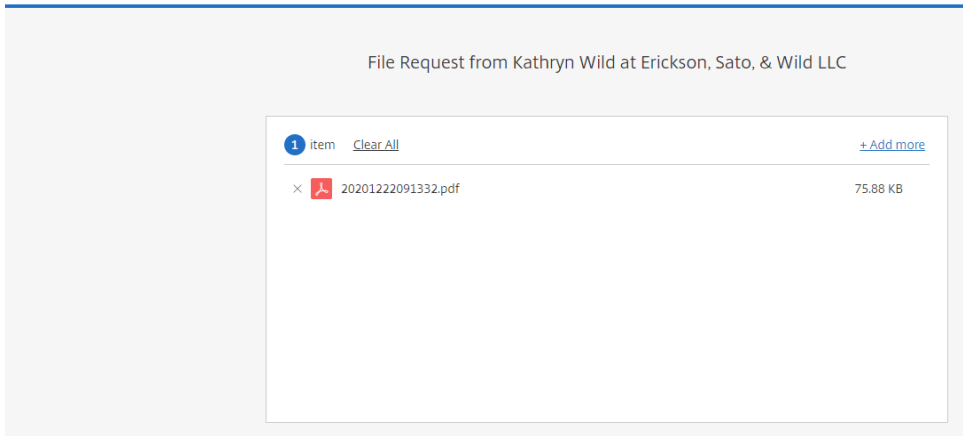 File Request from Kathryn Wild at Erickson, Sato, & Wild LLC
1 item Clear All + Add more
20201222091332.pdf 75.88 KB